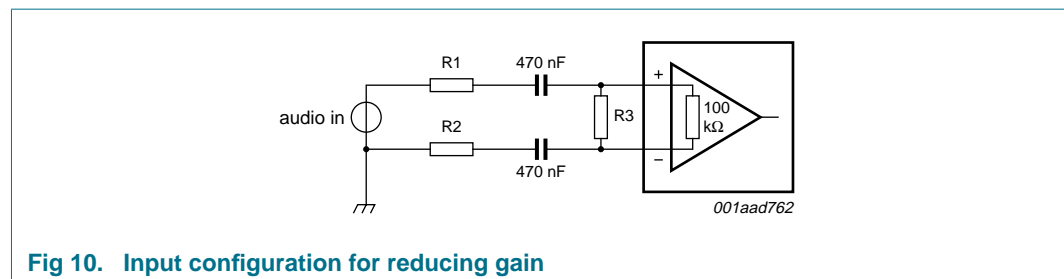 R1
470 nF
+
audio in
R3
100
kΩ
R2
−
470 nF
001aad762
Fig 10. Input configuration for reducing gain